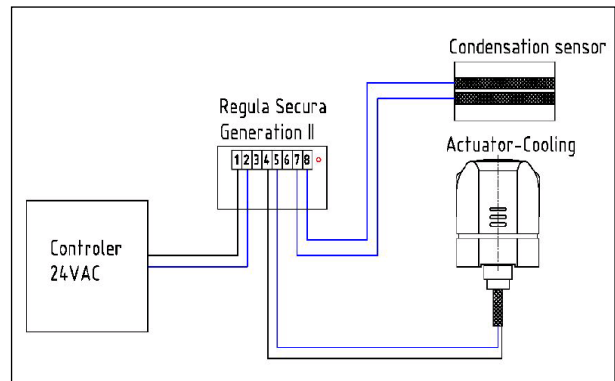 Condensation sensor
Regula Secura
Generation II
Actuator-Cooling
1 2 3 4 5 6 7 8
Controler
24VAC